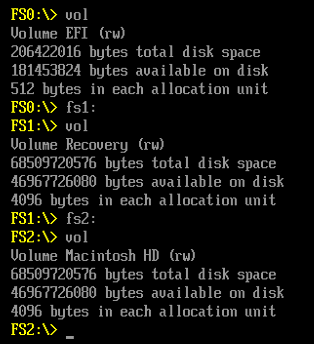 FS0:\> vol
Volume EFI (rw)
206422016 bytes total disk space
181453824 bytes available on disk
512 bytes in each allocation unit
FS0:\> fs1:
FS1:\> vol
Volume Recovery (rw)
68509720576 bytes total disk space
46967726080 bytes available on disk
4096 bytes in each allocation unit
FS1:\> fs2:
FS2:\> vol
Volume Macintosh HD (rw)
68509720576 bytes total disk space
46967726080 bytes available on disk
4096 bytes in each allocation unit
FS2:\> _